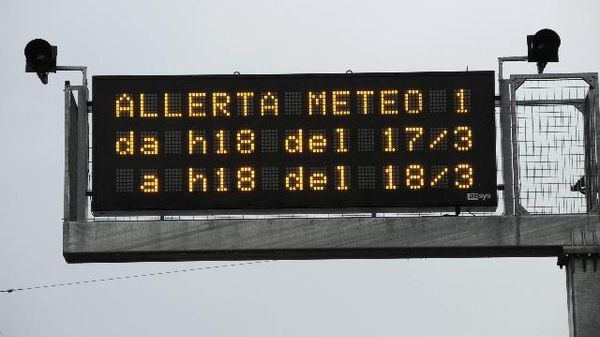 ALLERTA METEO 1
da h18 del 17/3
a h18 del 18/3